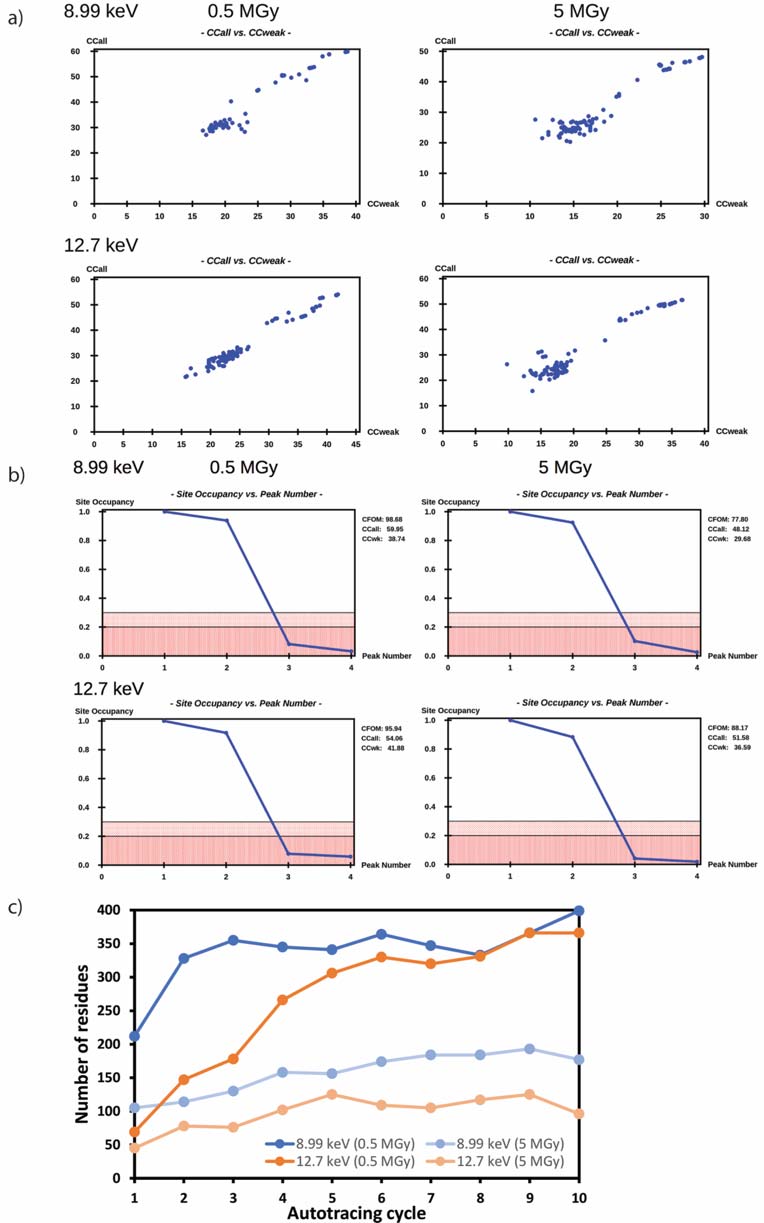 a)
8.99 keV 0.5 MGy 5 MGy
- CCall vs. CCweak - - CCall vs. CCweak -
CCall CCall
60 50
50 40
40 30
30 20
20 10
10 0
0
0 5 10 15 20 25 30 35 40 CCweak 0 5 10 15 20 25 30 CCweak
12.7 keV
- CCall vs. CCweak - - CCall vs. CCweak -
CCall CCall
60 60
50 50
40 40
30 30
20 20
10 10
0 0
0 5 10 15 20 25 30 35 40 45 CCweak 0 5 10 15 20 25 30 35 40 CCweak
b)
8.99 keV 0.5 MGy 5 MGy
- Site Occupancy vs. Peak Number - - Site Occupancy vs. Peak Number -
Site Occupancy Site Occupancy
1.0 CFOM: 98.68 1.0 CFOM: 77.80
CCall: 59.95 CCall: 48.12
CCwk: 38.74 CCwk: 29.68
0.8 0.8
0.6 0.6
0.4 0.4
0.2 0.2
0.0 Peak Number 0.0 Peak Number
0 1 2 3 4 0 1 2 3 4
12.7 keV
- Site Occupancy vs. Peak Number - - Site Occupancy vs. Peak Number -
Site Occupancy Site Occupancy
1.0 CFOM: 95.94 1.0 CFOM: 88.17
CCall: 54.06 CCall: 51.58
CCwk: 41.88 CCwk: 36.59
0.8 0.8
0.6 0.6
0.4 0.4
0.2 0.2
0.0 Peak Number 0.0 Peak Number
0 1 2 3 4 0 1 2 3 4
c)
Number of residues
400
350
300
250
200
150
100
50
0
8.99 keV (0.5 MGy) 8.99 keV (5 MGy)
12.7 keV (0.5 MGy) 12.7 keV (5 MGy)
1 2 3 4 5 6 7 8 9 10
Autotracing cycle